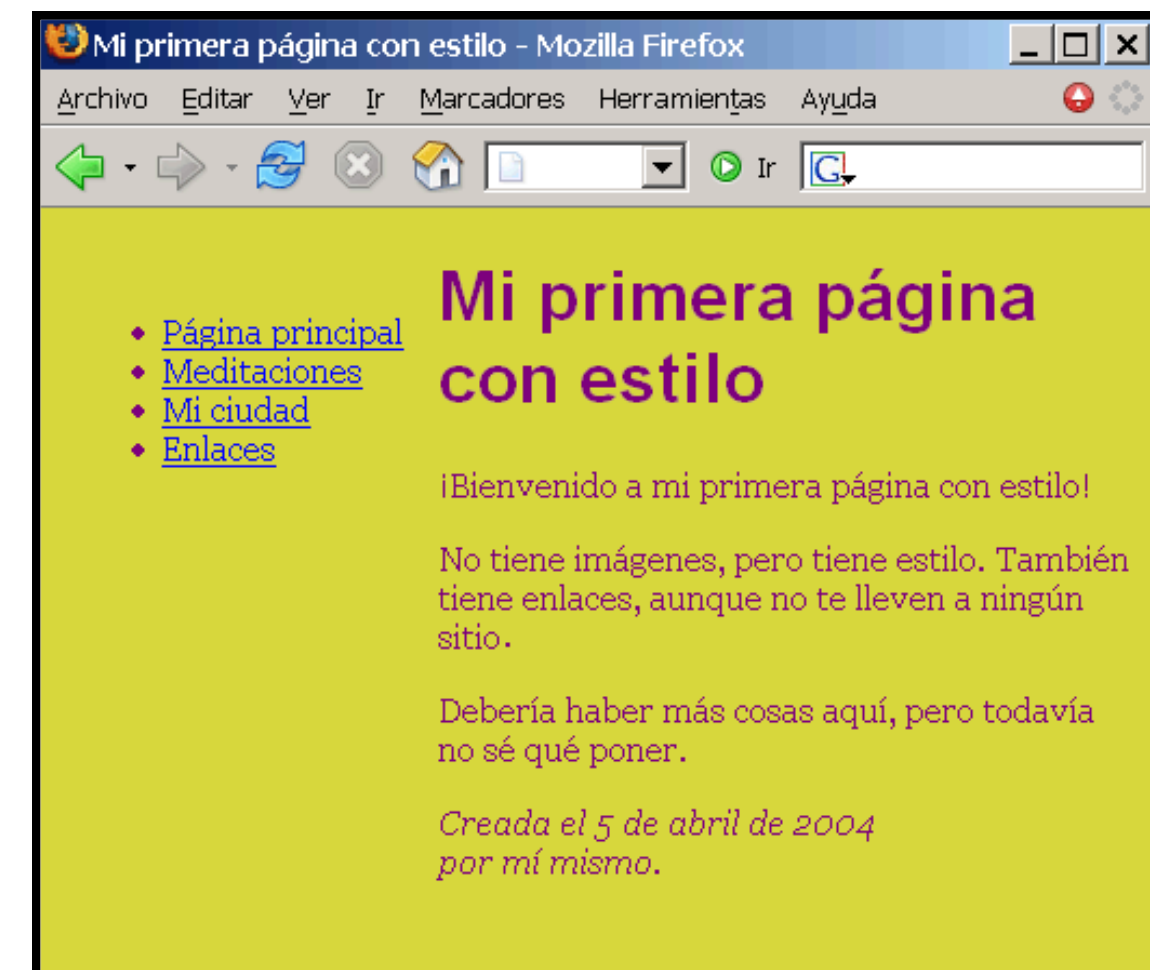 Mi primera página con estilo - Mozilla Firefox
Archivo Editar Ver Ir Marcadores Herramientas Ayuda
Ir G
Página principal
Meditaciones
Mi ciudad
Enlaces
Mi primera página
con estilo
¡Bienvenido a mi primera página con estilo!
No tiene imágenes, pero tiene estilo. También
tiene enlaces, aunque no te lleven a ningún
sitio.
Debería haber más cosas aquí, pero todavía
no sé qué poner.
Creada el 5 de abril de 2004
por mí mismo.